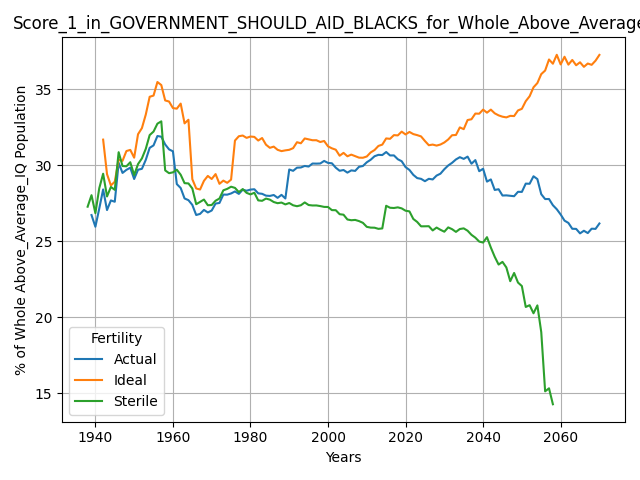 Score_1_in_GOVERNMENT_SHOULD_AID_BLACKS_for_Whole_Above_Average
% of Whole Above_Average_IQ Population
35
30
25
20
15
Fertility
Actual
Ideal
Sterile
1940 1960 1980 2000 2020 2040 2060
Years